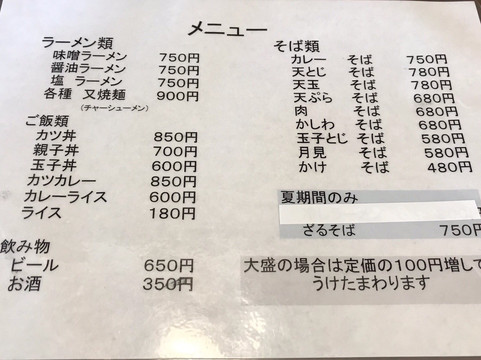 メニュー
ラーメン類
味噌ラーメン 750円
醤油ラーメン 750円
塩 ラーメン 750円
各種 叉焼麺 900円
(チャーシューメン)
ご飯類
カツ丼 850円
親子丼 700円
玉子丼 600円
カツカレー 850円
カレーライス 600円
ライス 180円
飲み物
ビール 650円
お酒 350円
そば類
カレー そば 750円
天とじ そば 780円
天玉 そば 780円
天ぷら そば 680円
肉 そば 680円
かしわ そば 680円
玉子とじ そば 580円
月見 そば 580円
かけ そば 480円
夏期間のみ
ざるそば 750円
大盛の場合は定価の100円増して
うけたまわります